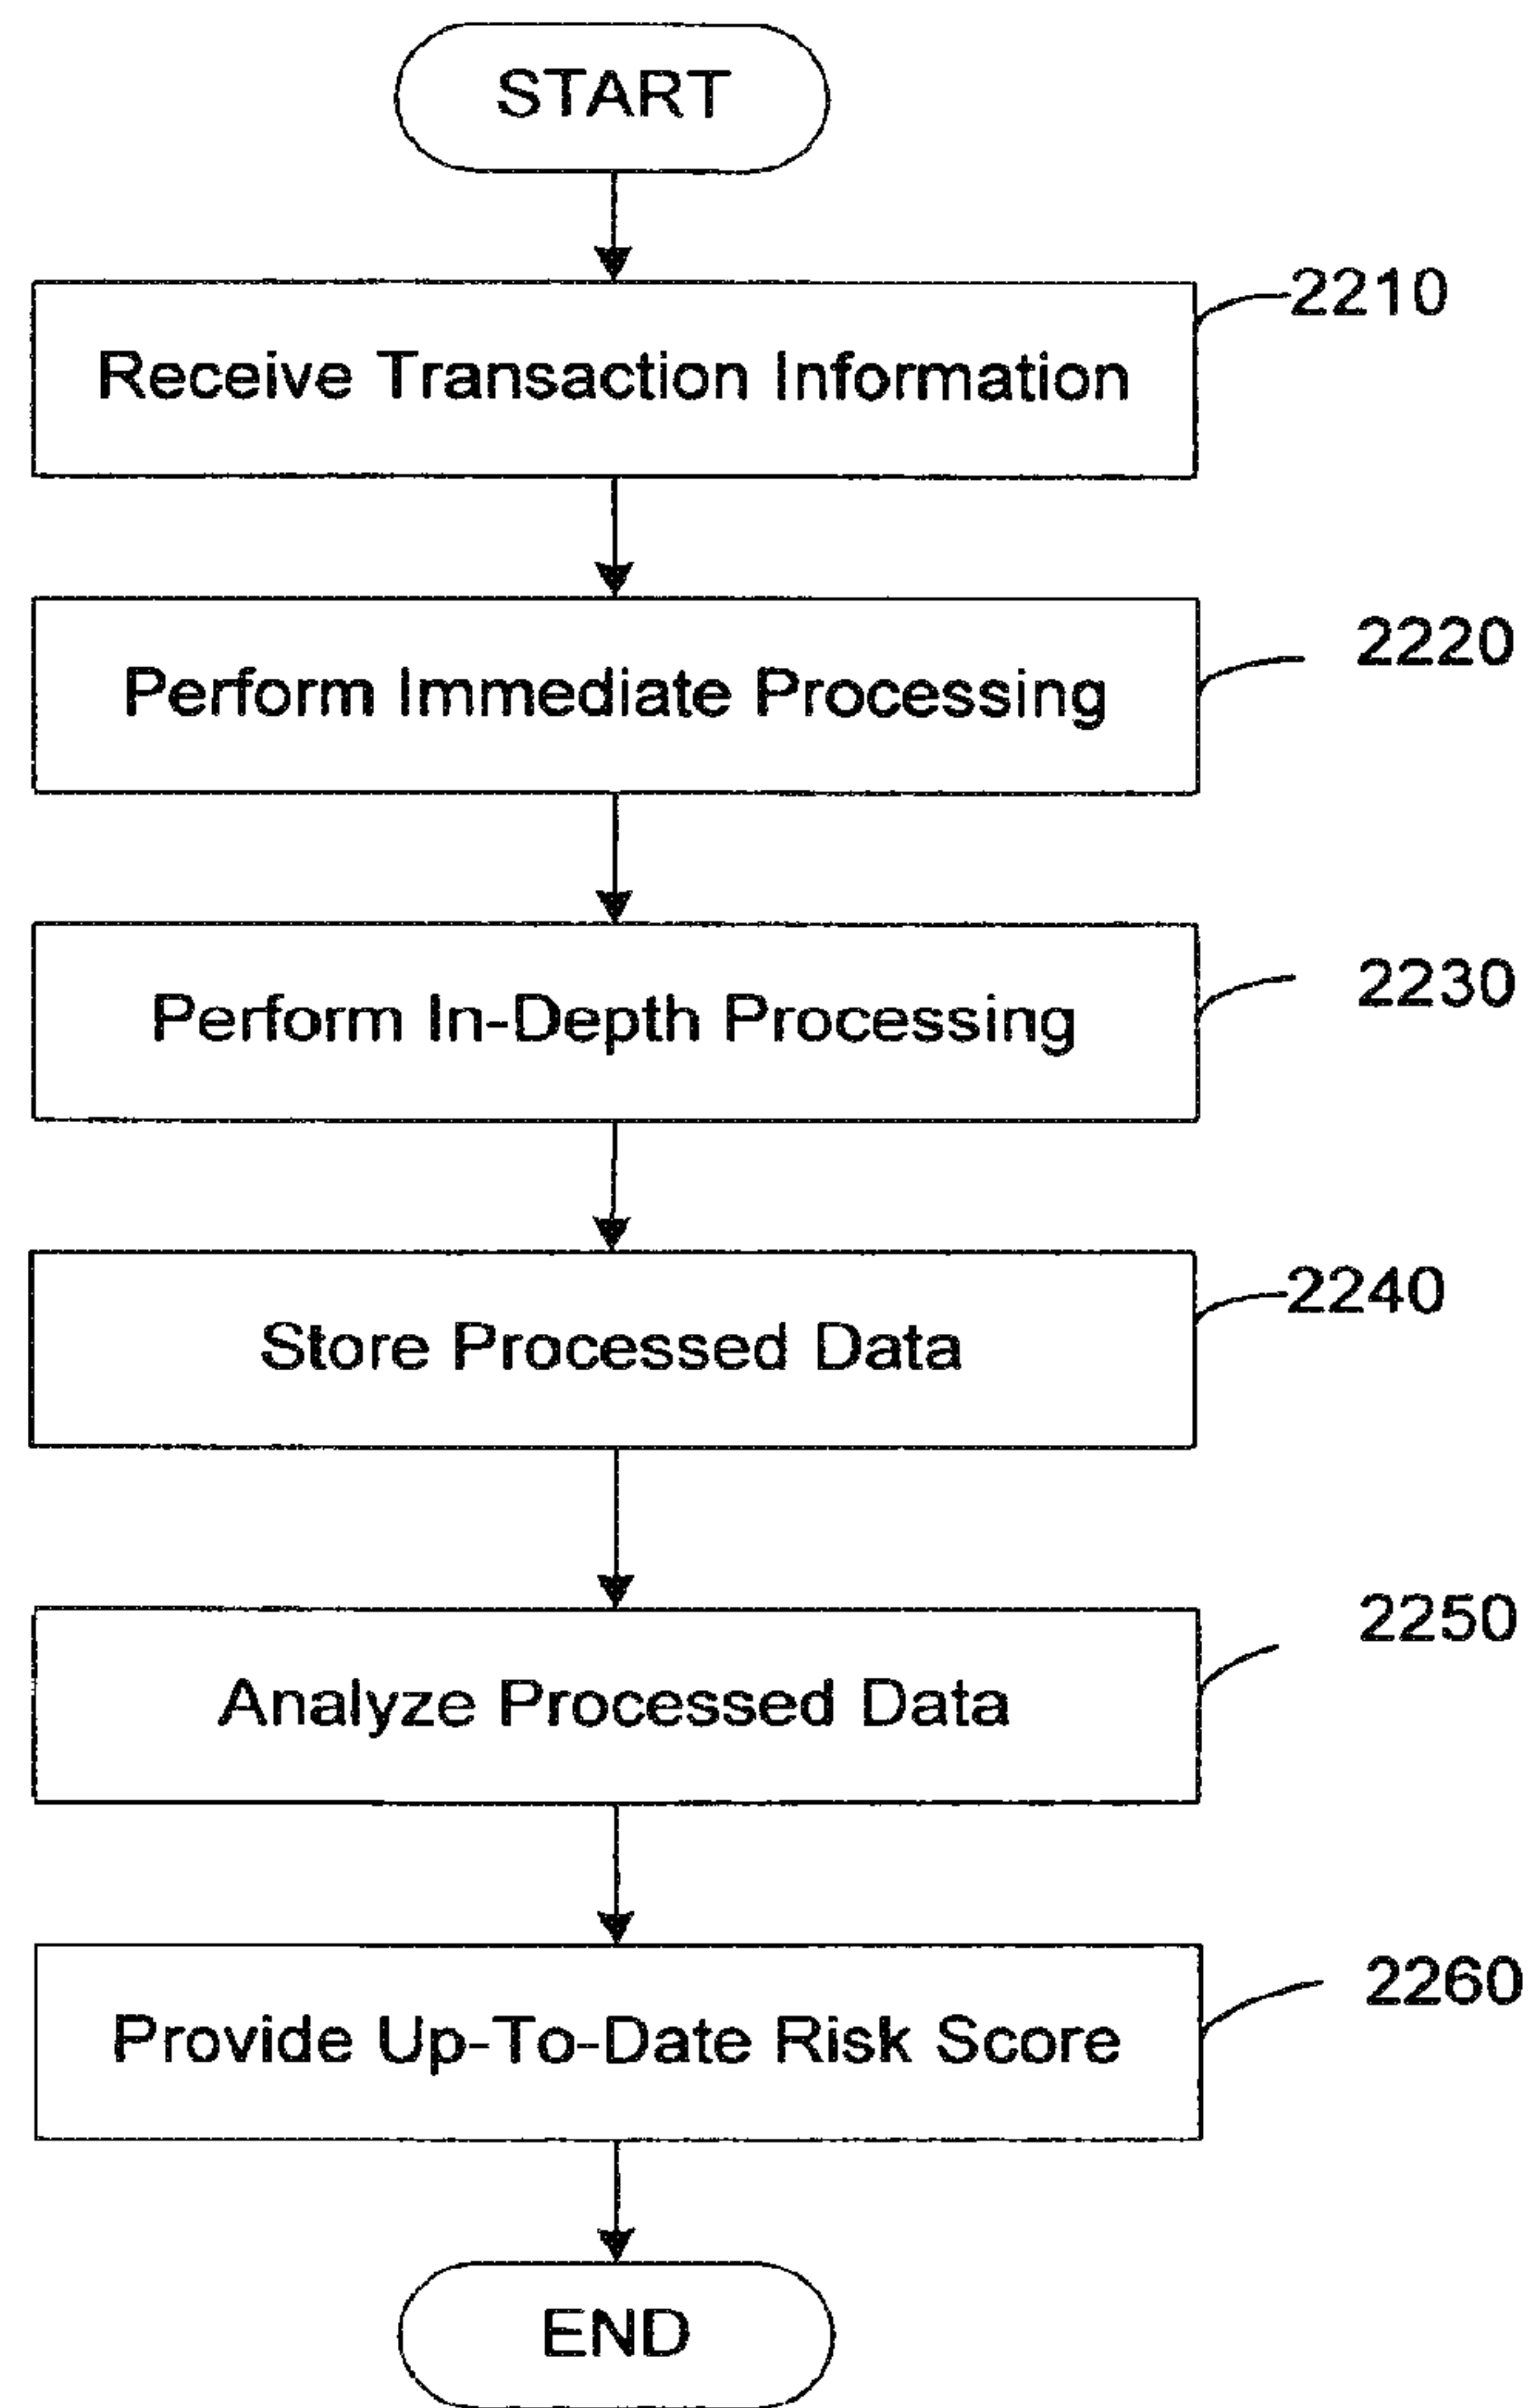 START
Receive Transaction Information
2210
Perform Immediate Processing
2220
Perform In-Depth Processing
2230
Store Processed Data
2240
Analyze Processed Data
2250
Provide Up-To-Date Risk Score
2260
END